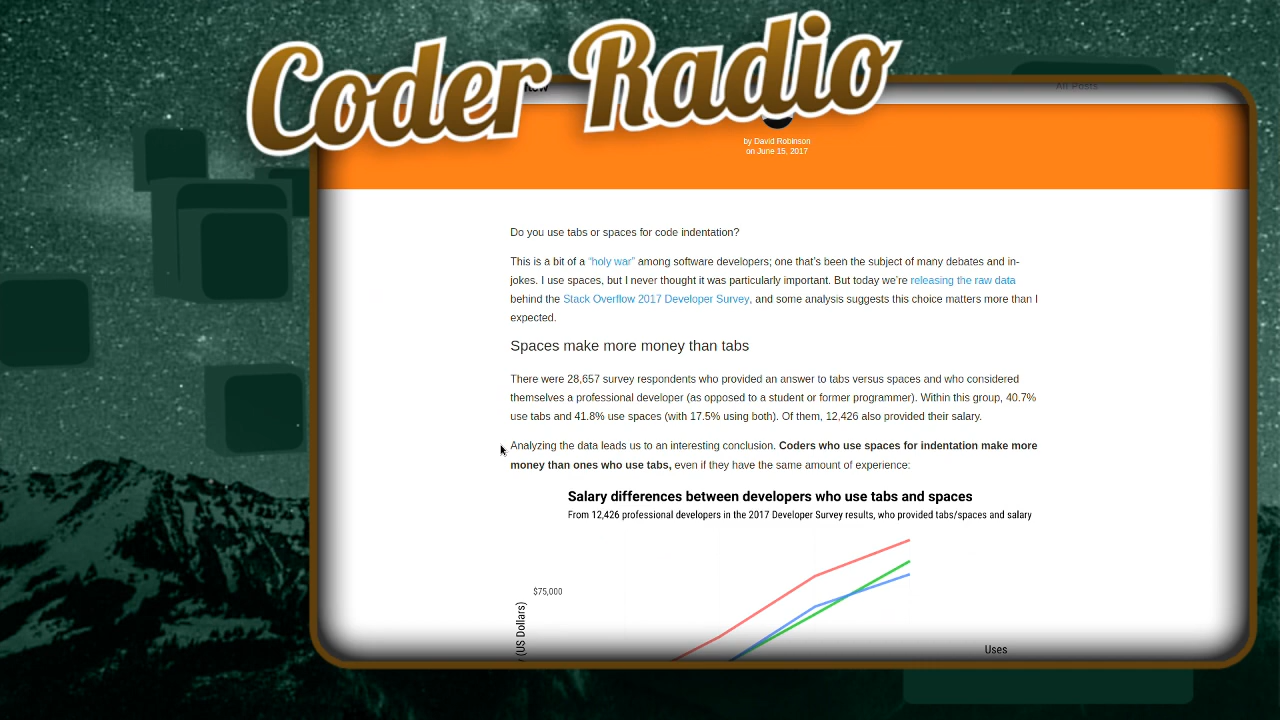 Coder Radio
All Posts
by David Robinson
on June 15, 2017
Do you use tabs or spaces for code indentation?
This is a bit of a “holy war” among software developers; one that’s been the subject of many debates and in-
jokes. I use spaces, but I never thought it was particularly important. But today we’re releasing the raw data
behind the Stack Overflow 2017 Developer Survey, and some analysis suggests this choice matters more than I
expected.
Spaces make more money than tabs
There were 28,657 survey respondents who provided an answer to tabs versus spaces and who considered
themselves a professional developer (as opposed to a student or former programmer). Within this group, 40.7%
use tabs and 41.8% use spaces (with 17.5% using both). Of them, 12,426 also provided their salary.
Analyzing the data leads us to an interesting conclusion. Coders who use spaces for indentation make more
money than ones who use tabs, even if they have the same amount of experience:
Salary differences between developers who use tabs and spaces
From 12,426 professional developers in the 2017 Developer Survey results, who provided tabs/spaces and salary
$75,000
(US Dollars)
Uses